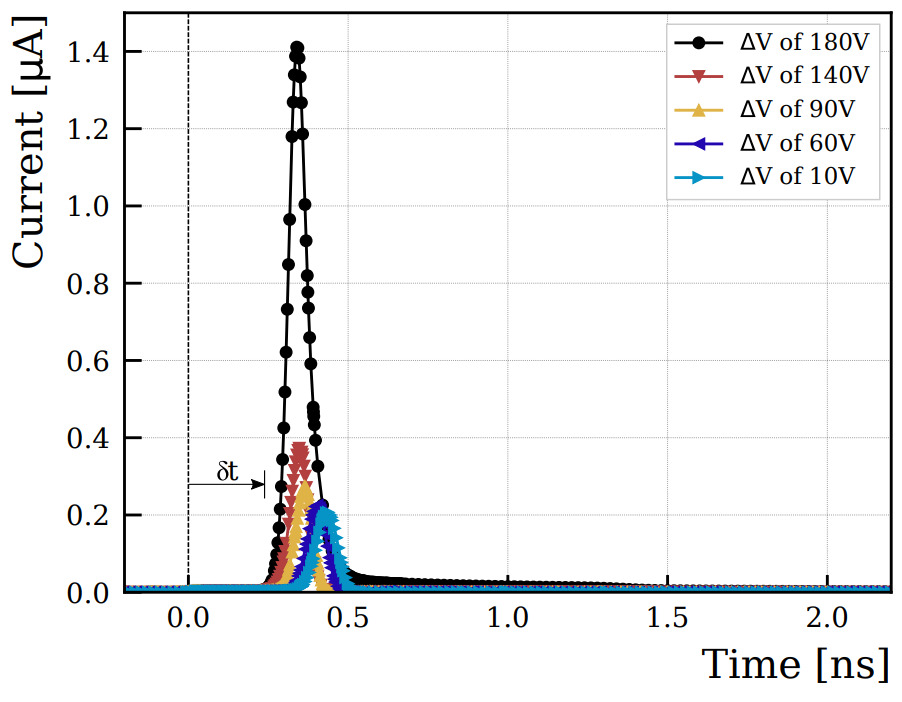 Current [μA]
1.4
1.2
1.0
0.8
0.6
0.4
0.2
0.0
ΔV of 180V
ΔV of 140V
ΔV of 90V
ΔV of 60V
ΔV of 10V
δt
0.0 0.5 1.0 1.5 2.0
Time [ns]